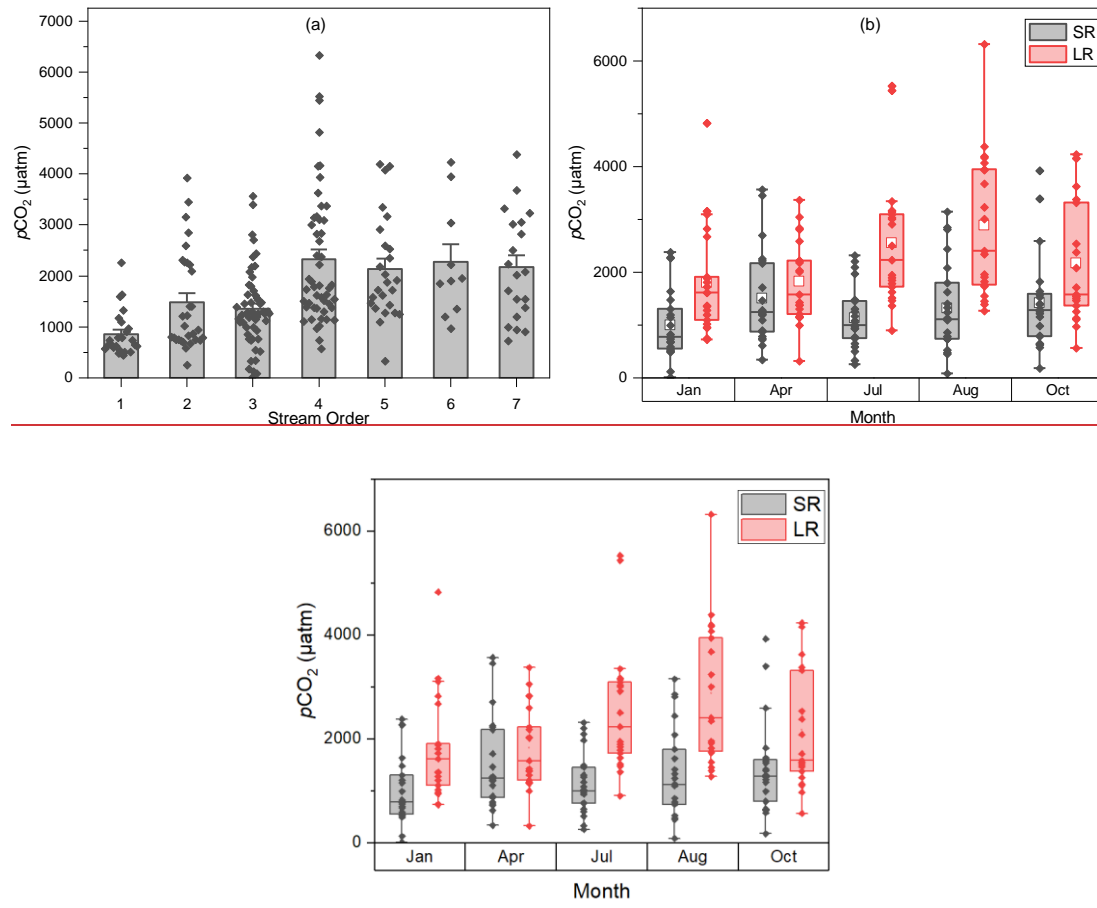 (a)
7000
6000
5000
4000
3000
2000
1000
0
pCO₂ (µatm)
1 2 3 4 5 6 7
Stream Order
(b)
SR
LR
6000
4000
2000
0
pCO₂ (µatm)
Jan Apr Jul Aug Oct
Month
SR
LR
6000
4000
2000
0
pCO₂ (µatm)
Jan Apr Jul Aug Oct
Month